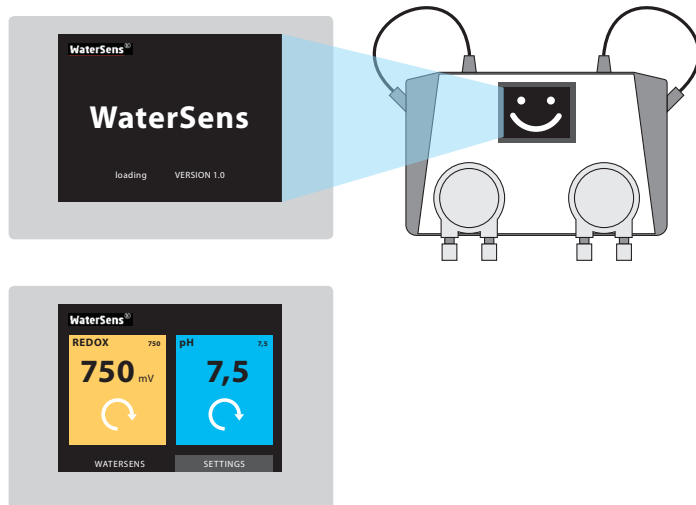 WaterSens
WaterSens
loading VERSION 1.0
WaterSens
REDOX 750 pH 7,5
750 mV 7,5
WATERSENS SETTINGS